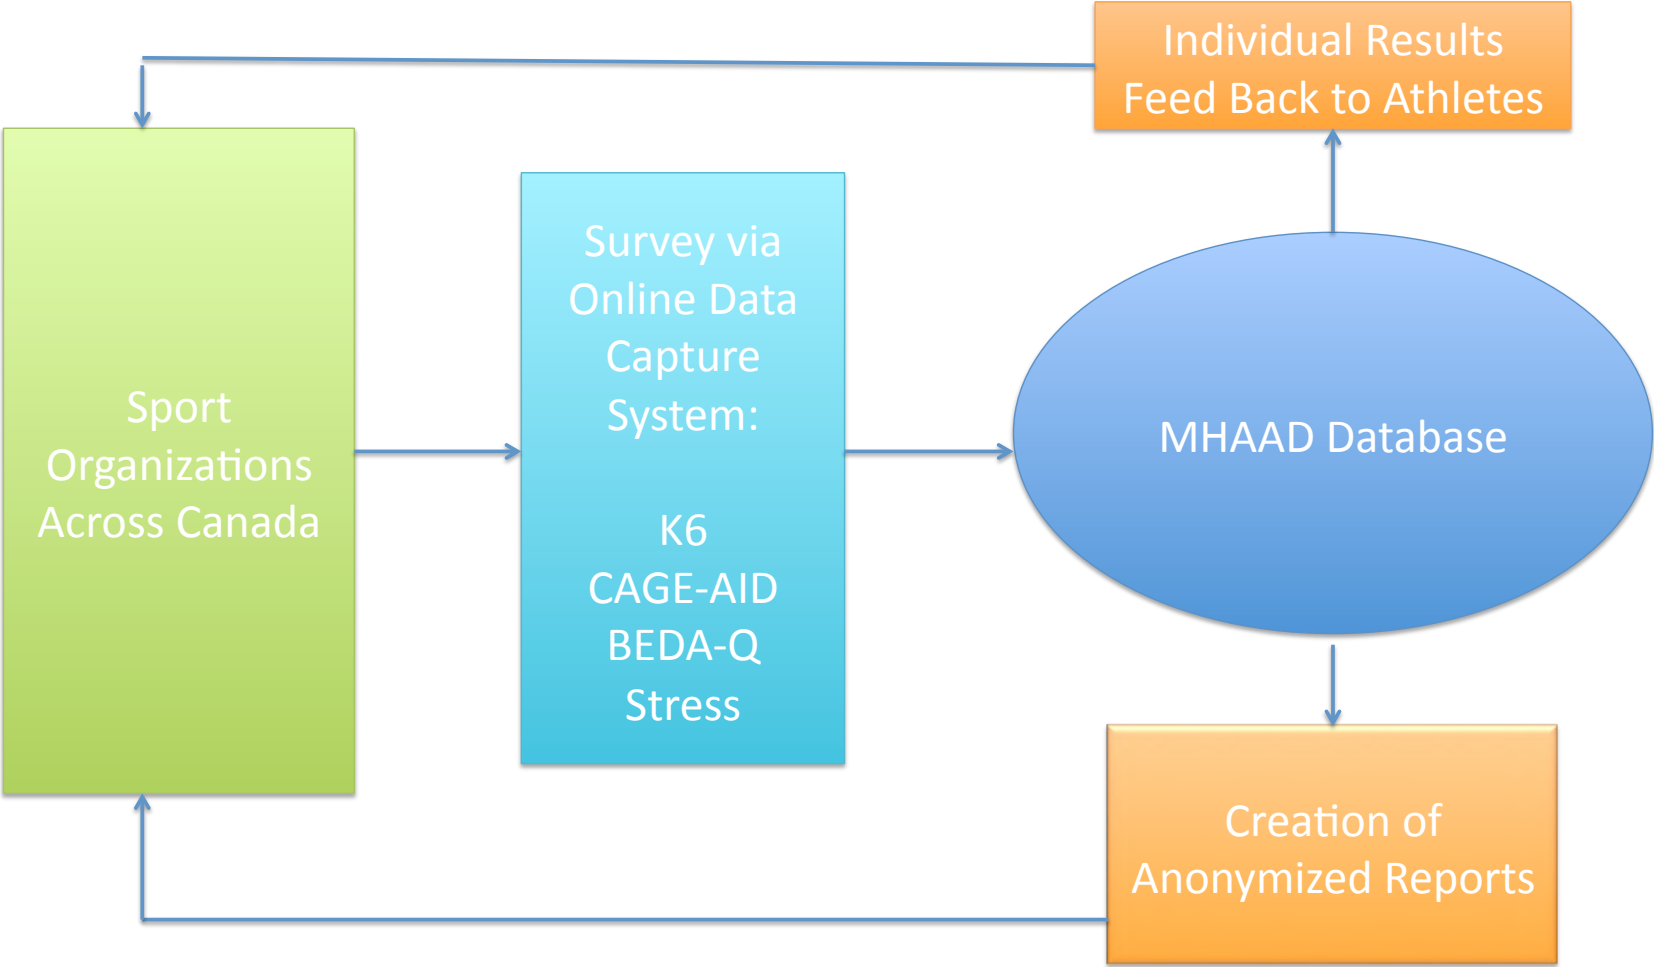 Individual Results
Feed Back to Athletes
Sport
Organizations
Across Canada
Survey via
Online Data
Capture
System:
K6
CAGE-AID
BEDA-Q
Stress
MHAAD Database
Creation of
Anonymized Reports